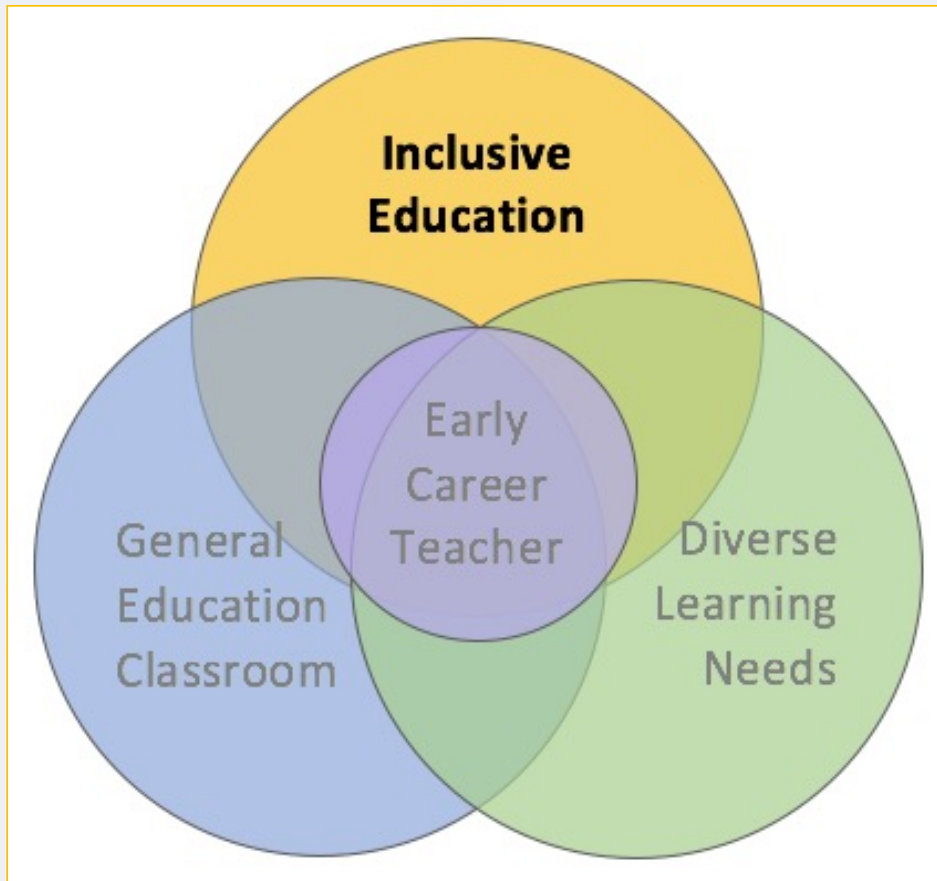 Inclusive
Education
Early
Career
Teacher
General
Education
Classroom
Diverse
Learning
Needs